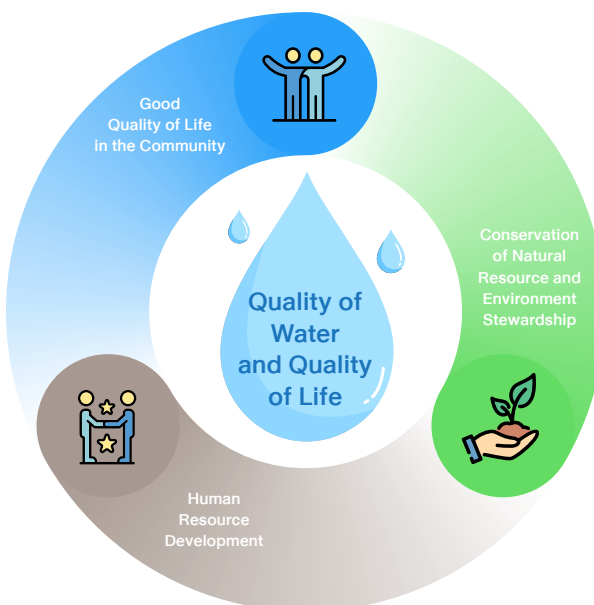 Good
Quality of Life
in the Community
Conservation
of Natural
Resource and
Environment
Stewardship
Quality of
Water
and Quality
of Life
Human
Resource
Development